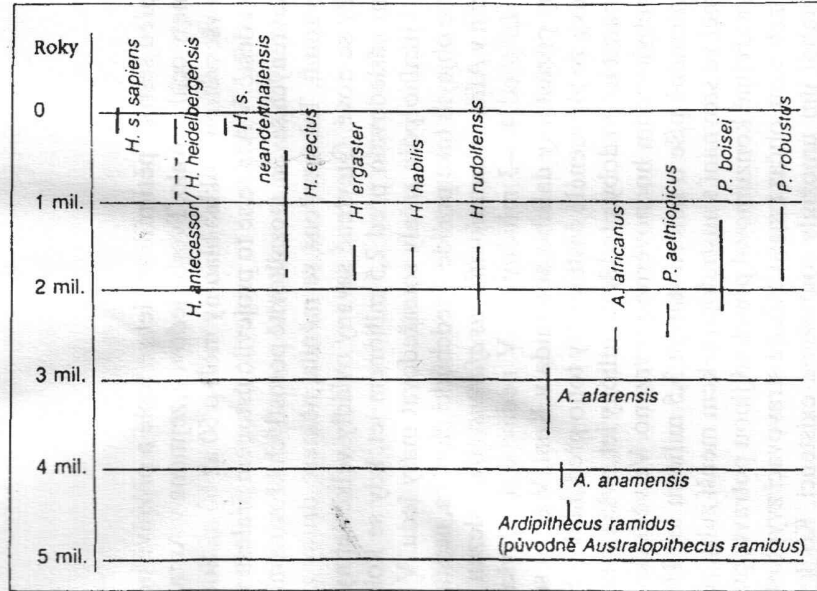 Roky
0
1 mil.
2 mil.
3 mil.
4 mil.
5 mil.
H. s. sapiens
H. antecessor / H. heidelbergensis
H. s.
neanderthalensis
H. erectus
H. ergaster
H. habilis
H. rudolfensis
A. africanus
P. aethiopicus
P. boisei
P. robustus
A. afarensis
A. anamensis
Ardipithecus ramidus
(původně Australopithecus ramidus)